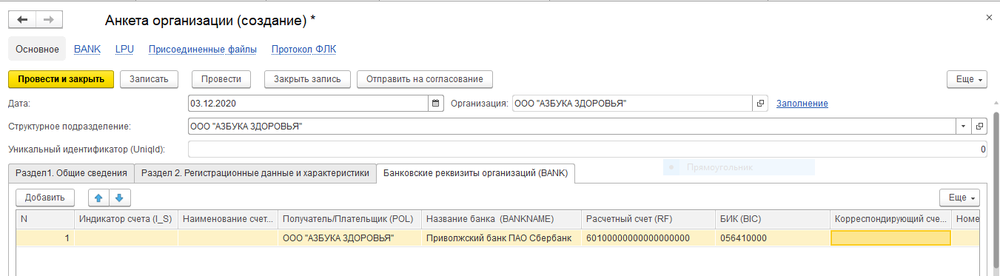 Анкета организации (создание) *
Основное BANK LPU Присоединенные файлы Протокол ФЛК
Провести и закрыть Записать Провести Закрыть запись Отправить на согласование Еще
Дата: 03.12.2020 Организация: ООО "АЗБУКА ЗДОРОВЬЯ" Заполнение
Структурное подразделение: ООО "АЗБУКА ЗДОРОВЬЯ"
Уникальный идентификатор (UniqId): 0
Прямоугольник
Раздел1. Общие сведения Раздел 2. Регистрационные данные и характеристики Банковские реквизиты организаций (BANK)
Добавить Еще
N Индикатор счета (I_S) Наименование счет... Получатель/Плательщик (POL) Название банка (BANKNAME) Расчетный счет (RF) БИК (BIC) Корреспондирующий сче... Номе
1 ООО "АЗБУКА ЗДОРОВЬЯ" Приволжский банк ПАО Сбербанк 60100000000000000000 056410000